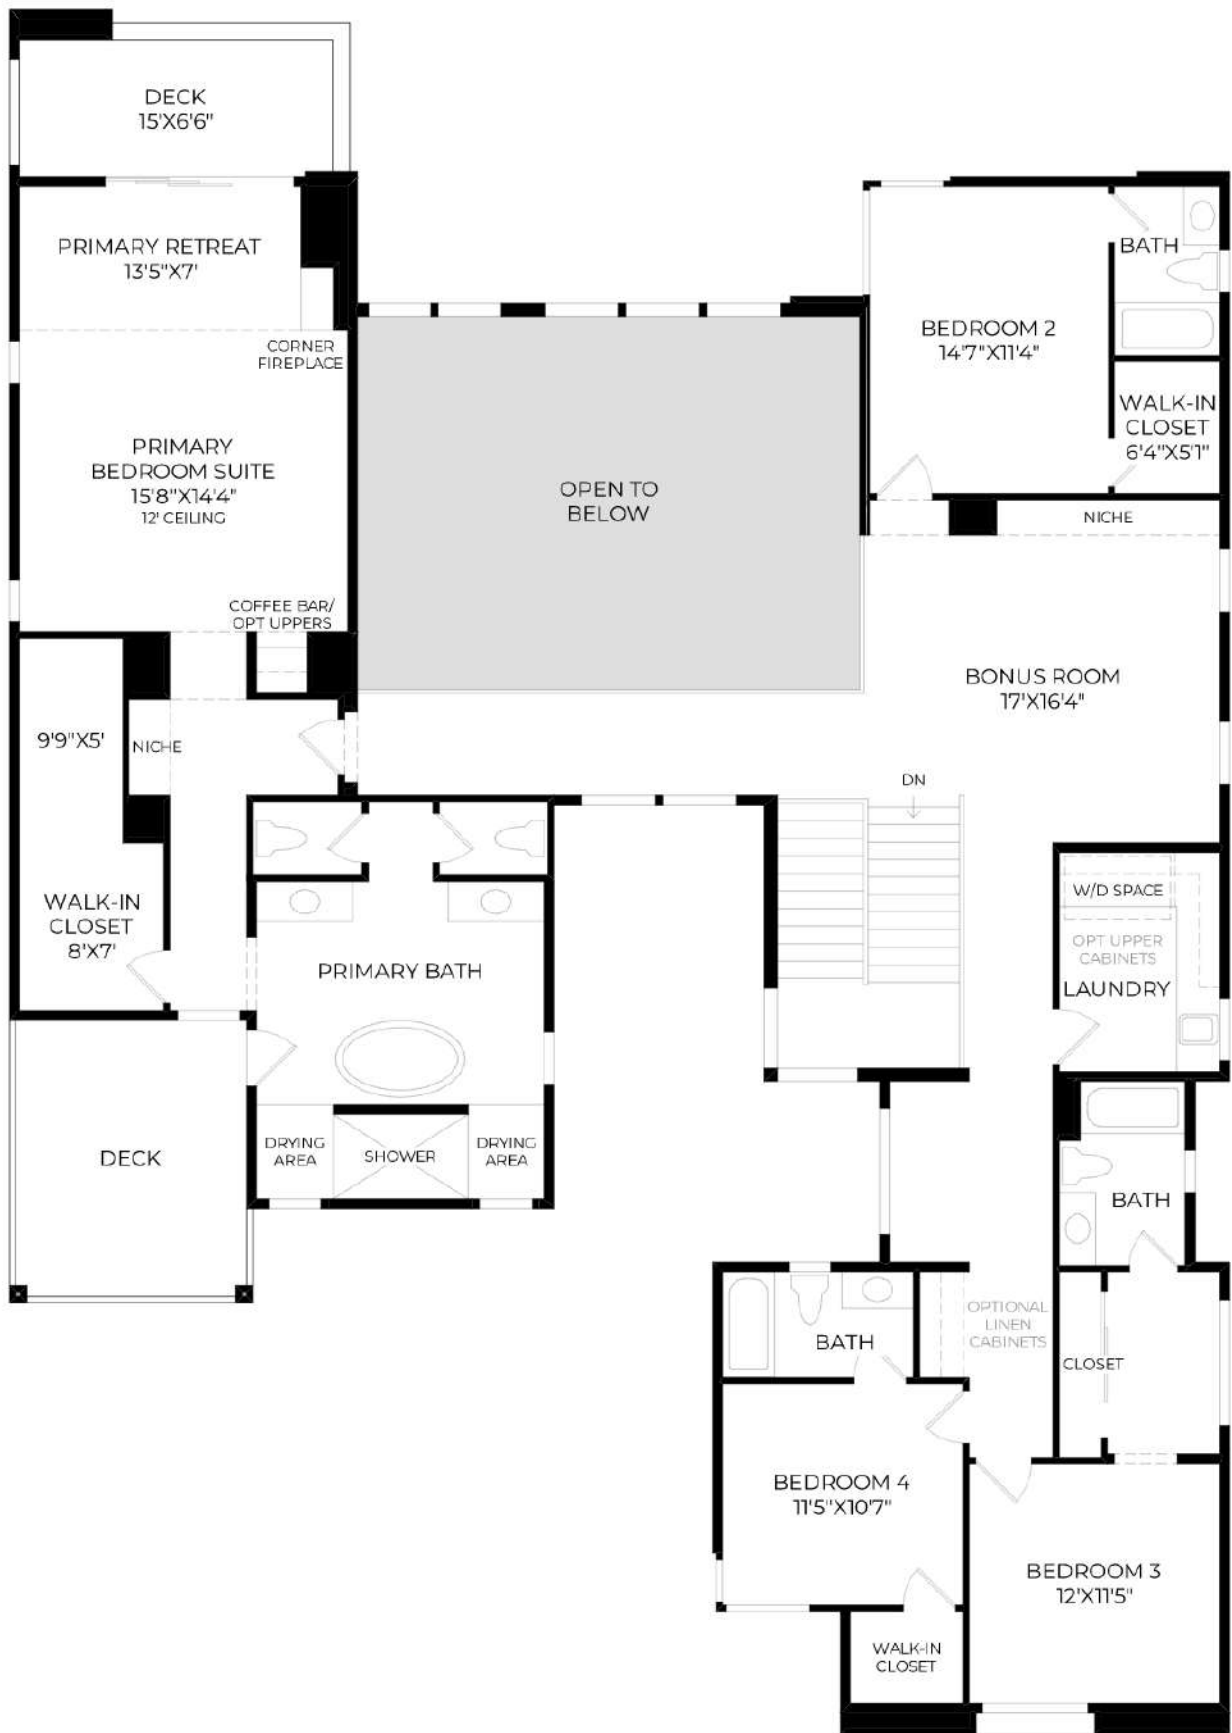 DECK
15'X6'6"
PRIMARY RETREAT
13'5"X7'
CORNER
FIREPLACE
PRIMARY
BEDROOM SUITE
15'8"X14'4"
12' CEILING
COFFEE BAR/
OPT UPPERS
OPEN TO
BELOW
BEDROOM 2
14'7"X11'4"
BATH
WALK-IN
CLOSET
6'4"X5'1"
NICHE
BONUS ROOM
17'X16'4"
9'9"X5'
NICHE
DN
WALK-IN
CLOSET
8'X7'
PRIMARY BATH
W/D SPACE
OPT UPPER
CABINETS
LAUNDRY
DECK
DRYING
AREA
SHOWER
DRYING
AREA
BATH
OPTIONAL
LINEN
CABINETS
BATH
CLOSET
BEDROOM 4
11'5"X10'7"
BEDROOM 3
12'X11'5"
WALK-IN
CLOSET